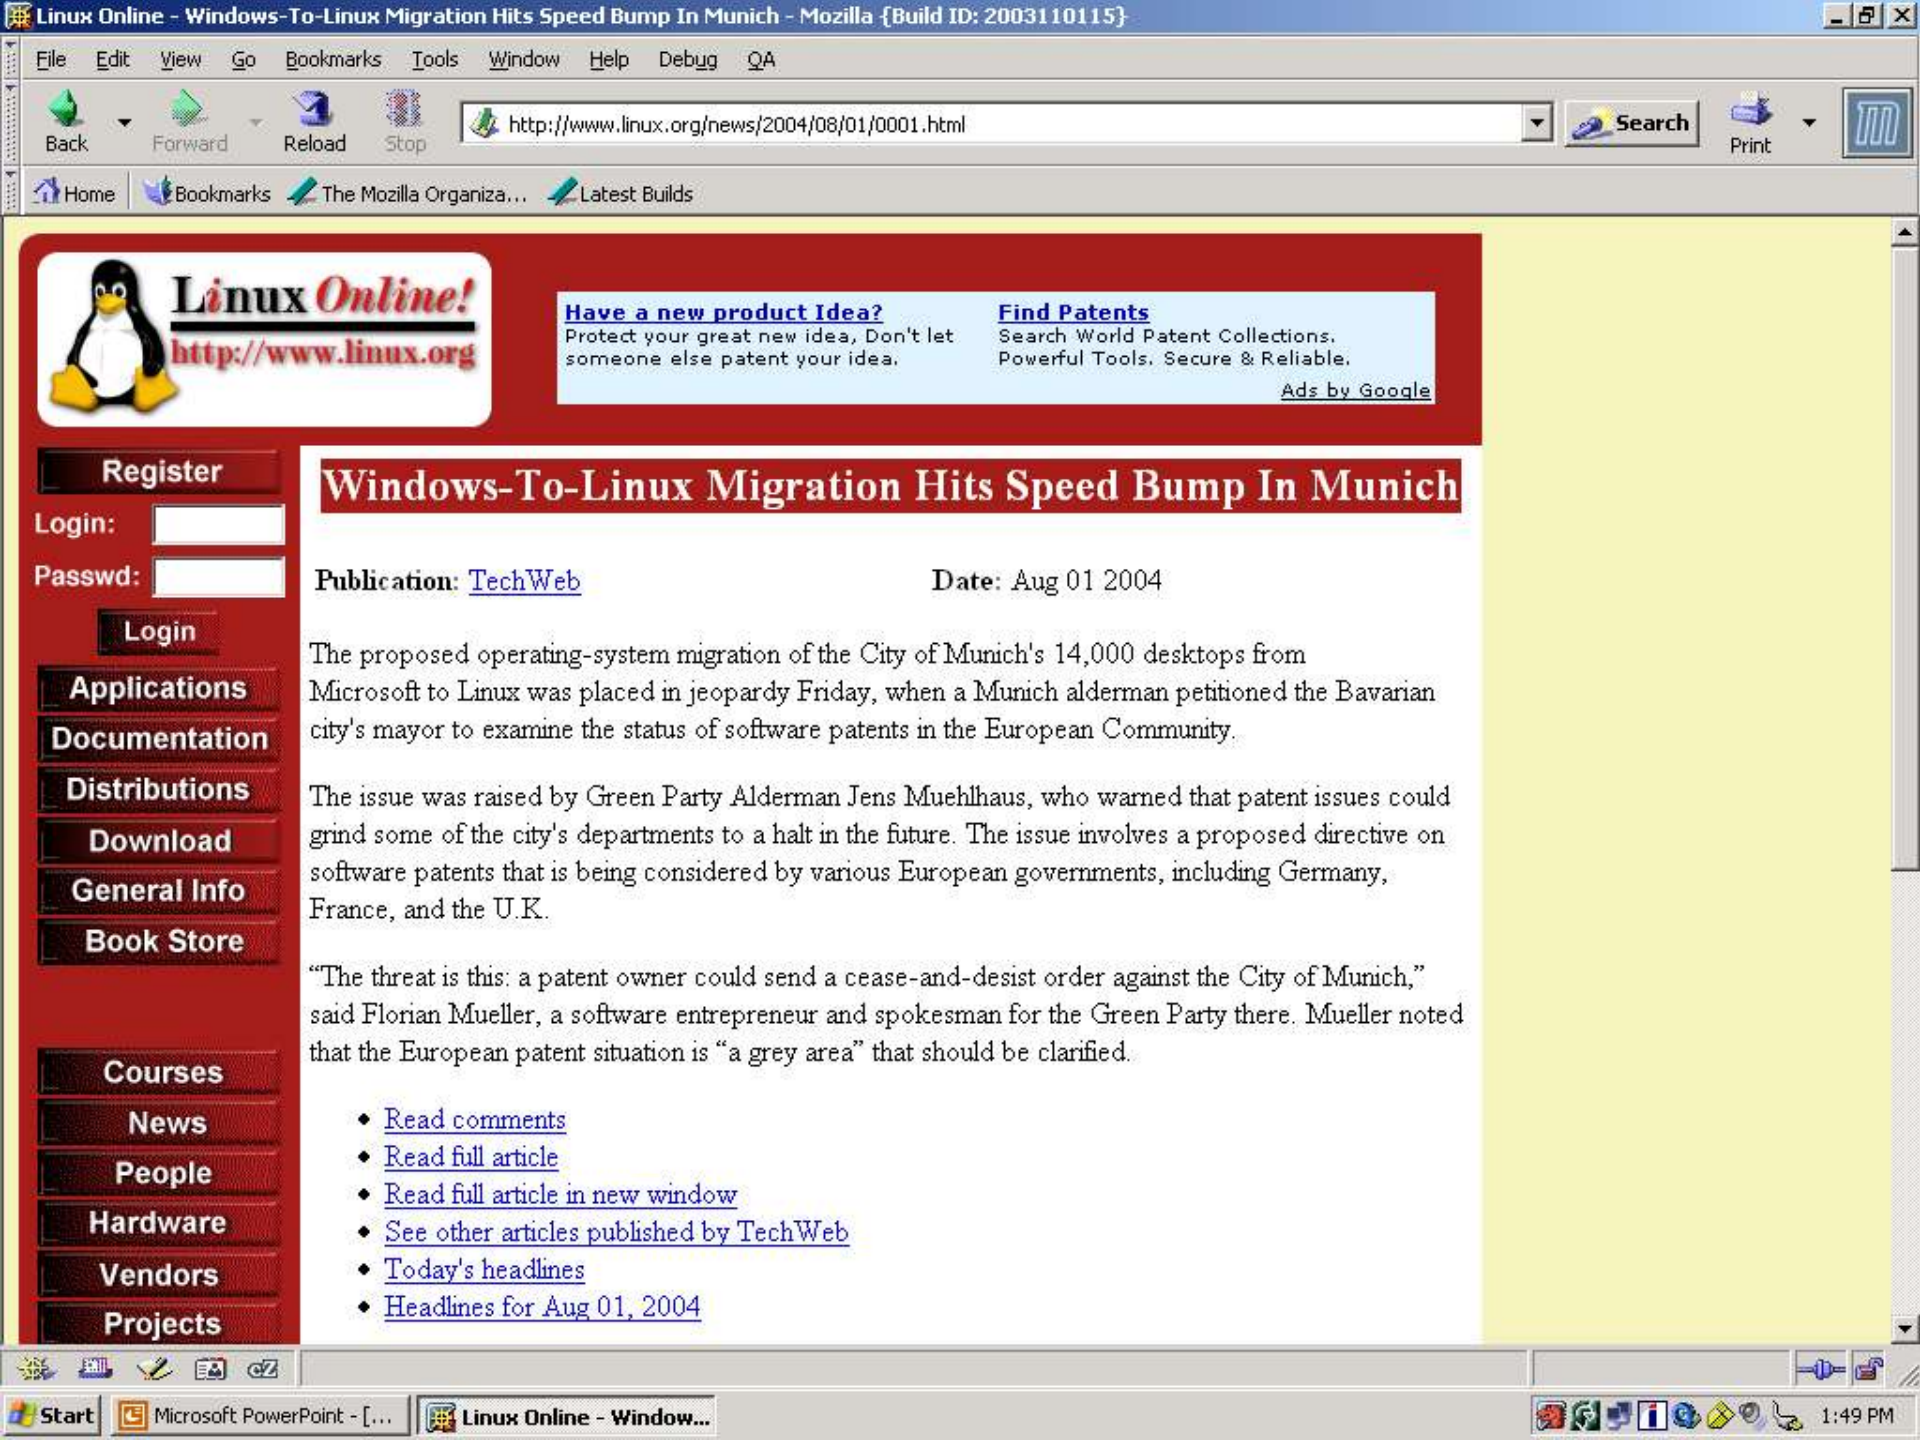 Linux Online - Windows-To-Linux Migration Hits Speed Bump In Munich - Mozilla {Build ID: 2003110115}
File Edit View Go Bookmarks Tools Window Help Debug QA
Back Forward Reload Stop http://www.linux.org/news/2004/08/01/0001.html Search Print
Home Bookmarks The Mozilla Organiza... Latest Builds
Linux Online!
http://www.linux.org
Have a new product Idea?
Protect your great new idea, Don't let
someone else patent your idea.
Find Patents
Search World Patent Collections.
Powerful Tools. Secure & Reliable.
Ads by Google
Register
Login:
Passwd:
Login
Applications
Documentation
Distributions
Download
General Info
Book Store
Courses
News
People
Hardware
Vendors
Projects
Windows-To-Linux Migration Hits Speed Bump In Munich
Publication: TechWeb Date: Aug 01 2004
The proposed operating-system migration of the City of Munich's 14,000 desktops from
Microsoft to Linux was placed in jeopardy Friday, when a Munich alderman petitioned the Bavarian
city's mayor to examine the status of software patents in the European Community.
The issue was raised by Green Party Alderman Jens Muehlhaus, who warned that patent issues could
grind some of the city's departments to a halt in the future. The issue involves a proposed directive on
software patents that is being considered by various European governments, including Germany,
France, and the U.K.
“The threat is this: a patent owner could send a cease-and-desist order against the City of Munich,”
said Florian Mueller, a software entrepreneur and spokesman for the Green Party there. Mueller noted
that the European patent situation is “a grey area” that should be clarified.
Read comments
Read full article
Read full article in new window
See other articles published by TechWeb
Today's headlines
Headlines for Aug 01, 2004
Start Microsoft PowerPoint - [... Linux Online - Window... 1:49 PM